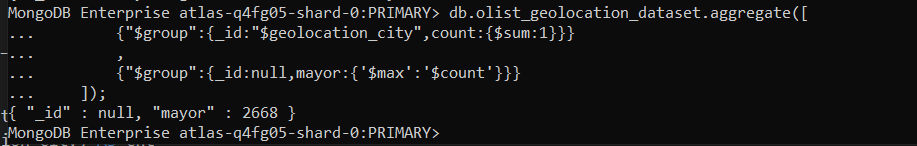 MongoDB Enterprise atlas-q4fg05-shard-0:PRIMARY> db.olist_geolocation_dataset.aggregate([
...        {"$group":{_id:"$geolocation_city",count:{$sum:1}}}
...        ,
...        {"$group":{_id:null,mayor:{'$max':'$count'}}}
...     ]);
{ "_id" : null, "mayor" : 2668 }
MongoDB Enterprise atlas-q4fg05-shard-0:PRIMARY>